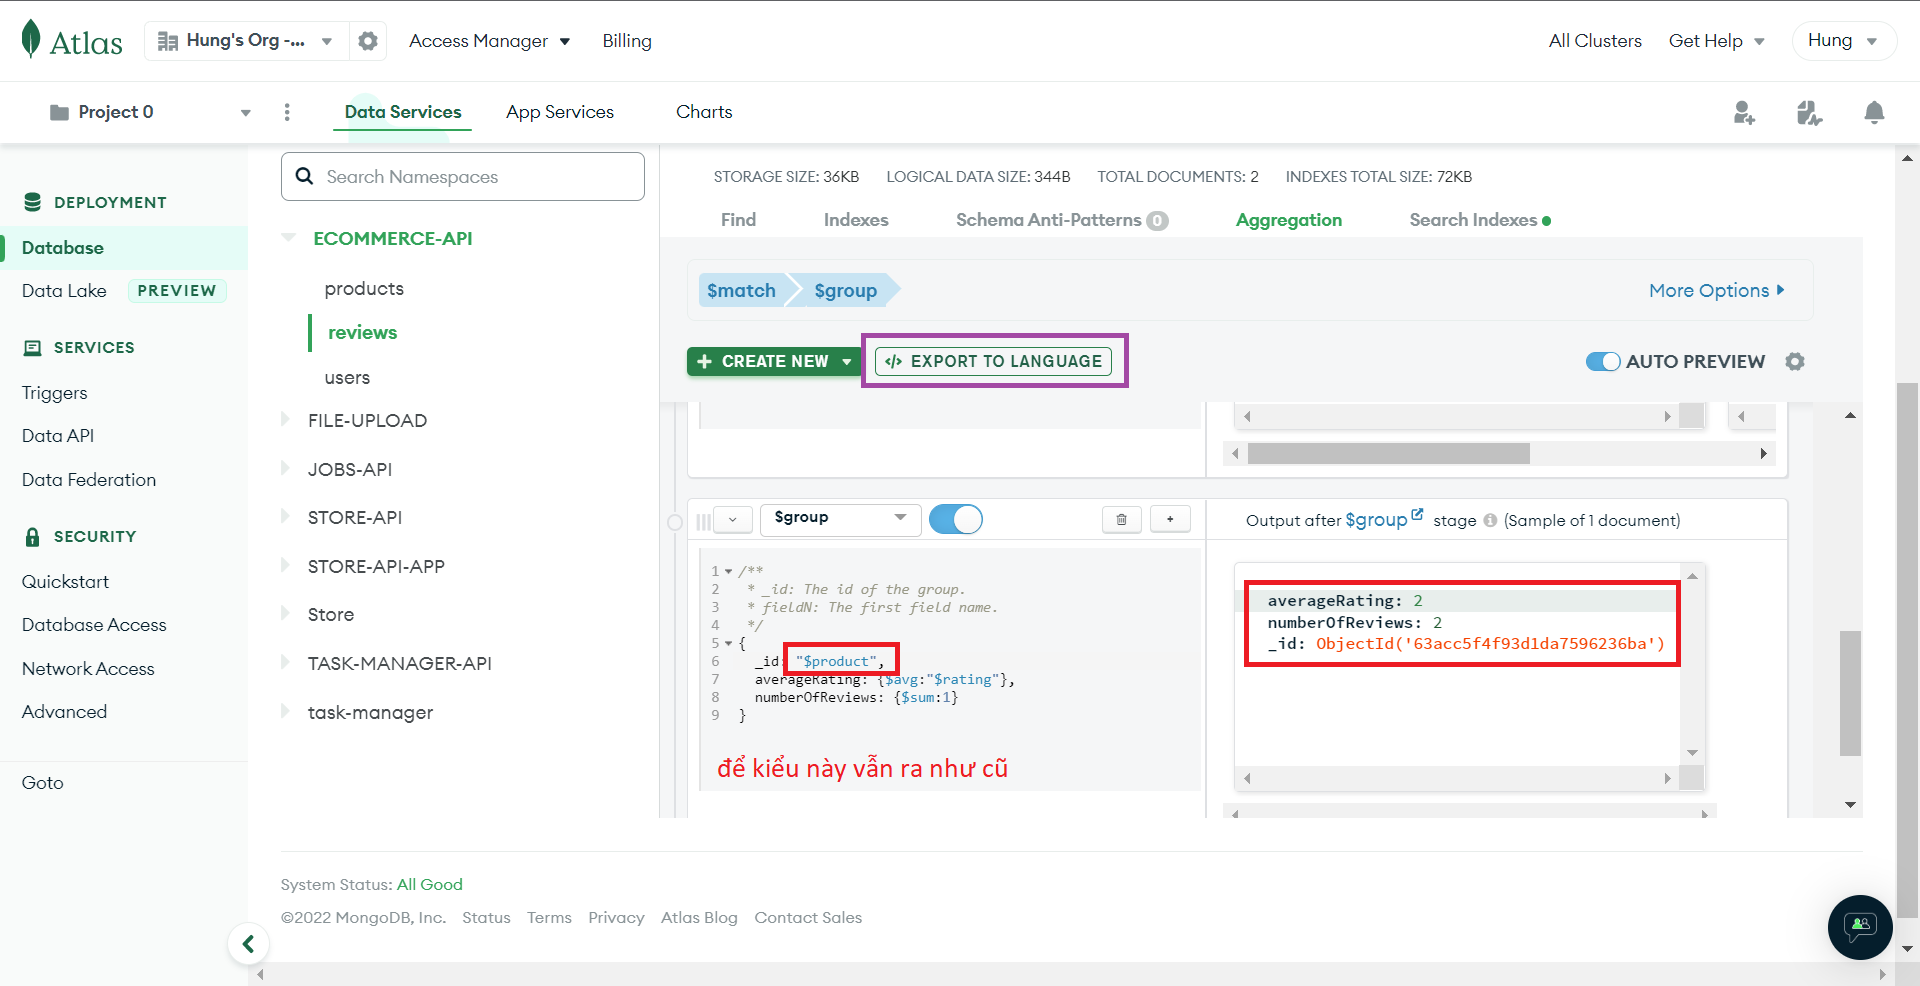 Atlas
Hung's Org -...
Access Manager
Billing
All Clusters
Get Help
Hung
Project 0
Data Services
App Services
Charts
DEPLOYMENT
Database
Data Lake
PREVIEW
SERVICES
Triggers
Data API
Data Federation
SECURITY
Quickstart
Database Access
Network Access
Advanced
Goto
Search Namespaces
ECOMMERCE-API
products
reviews
users
FILE-UPLOAD
JOBS-API
STORE-API
STORE-API-APP
Store
TASK-MANAGER-API
task-manager
STORAGE SIZE: 36KB LOGICAL DATA SIZE: 344B TOTAL DOCUMENTS: 2 INDEXES TOTAL SIZE: 72KB
Find
Indexes
Schema Anti-Patterns 0
Aggregation
Search Indexes
$match
$group
More Options
+ CREATE NEW
</> EXPORT TO LANGUAGE
AUTO PREVIEW
$group
+
Output after $group stage (Sample of 1 document)
1 /**
2 * _id: The id of the group.
3 * fieldN: The first field name.
4 */
5 {
6 _id: "$product",
7 averageRating: {$avg:"$rating"},
8 numberOfReviews: {$sum:1}
9 }
để kiểu này vẫn ra như cũ
averageRating: 2
numberOfReviews: 2
_id: ObjectId('63acc5f4f93d1da7596236ba')
System Status: All Good
©2022 MongoDB, Inc. Status Terms Privacy Atlas Blog Contact Sales